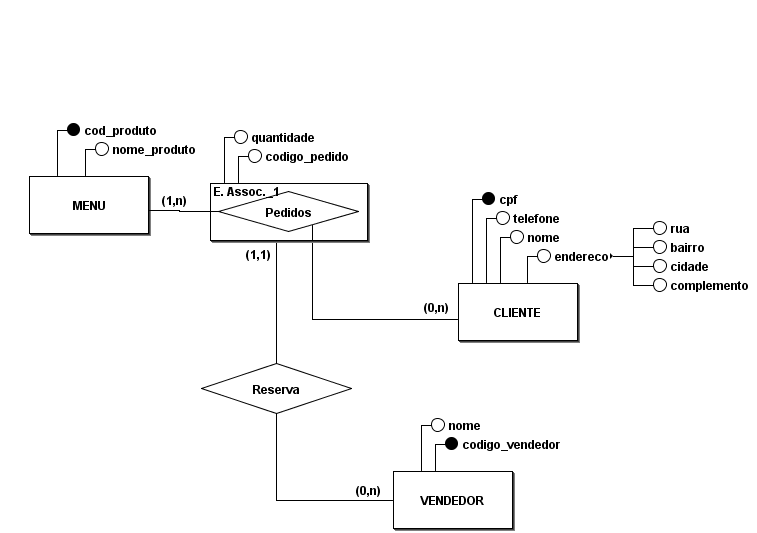 cod_produto
nome_produto
MENU
(1,n)
quantidade
codigo_pedido
E. Assoc. _1
Pedidos
(1,1)
cpf
telefone
nome
endereco
rua
bairro
cidade
complemento
(0,n)
CLIENTE
Reserva
nome
codigo_vendedor
(0,n)
VENDEDOR